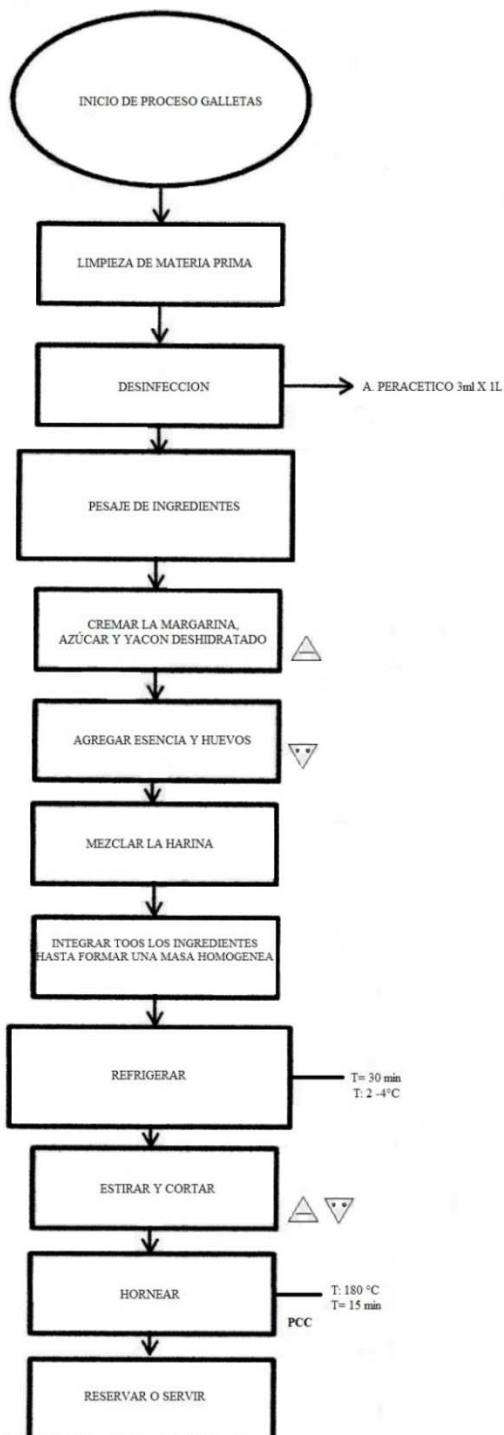 INICIO DE PROCESO GALLETAS
LIMPIEZA DE MATERIA PRIMA
DESINFECCION
A. PERACETICO 3ml X 1L
PESAJE DE INGREDIENTES
CREMAR LA MARGARINA,
AZÚCAR Y YACON DESHIDRATADO
AGREGAR ESENCIA Y HUEVOS
MEZCLAR LA HARINA
INTEGRAR TOOS LOS INGREDIENTES
HASTA FORMAR UNA MASA HOMOGENEA
REFRIGERAR
T= 30 min
T: 2 -4°C
ESTIRAR Y CORTAR
HORNEAR
T: 180 °C
T= 15 min
PCC
RESERVAR O SERVIR